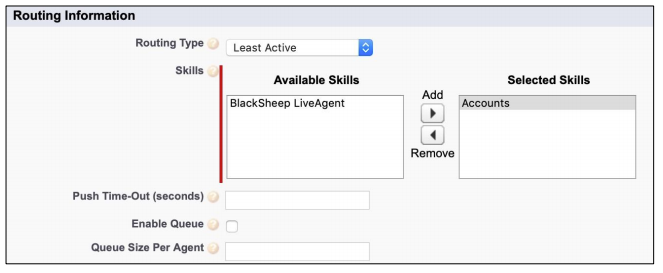 Routing Information
Routing Type ? Least Active
Skills ?
Available Skills
Selected Skills
BlackSheep LiveAgent
Add
Remove
Accounts
Push Time-Out (seconds) ?
Enable Queue ?
Queue Size Per Agent ?